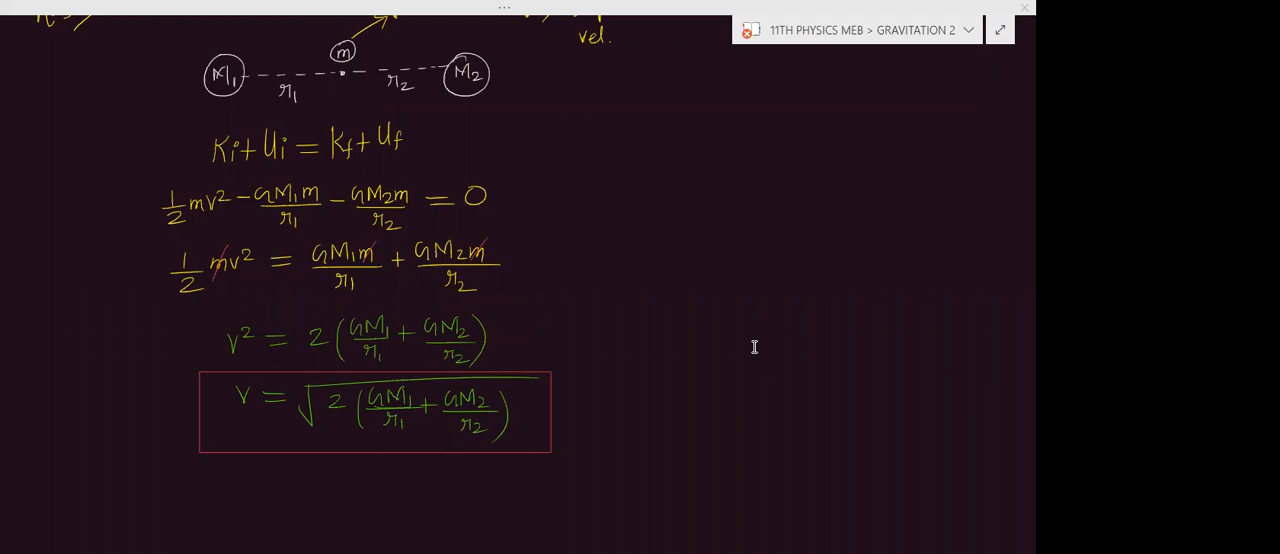 11TH PHYSICS MEB > GRAVITATION 2
vel.
m
M₁ r₁ r₂ M₂
Ki + Ui = Kf + Uf
1/2 mv² - GM₁m/r₁ - GM₂m/r₂ = 0
1/2 mv² = GM₁m/r₁ + GM₂m/r₂
v² = 2 (GM₁/r₁ + GM₂/r₂)
v = √2 (GM₁/r₁ + GM₂/r₂)